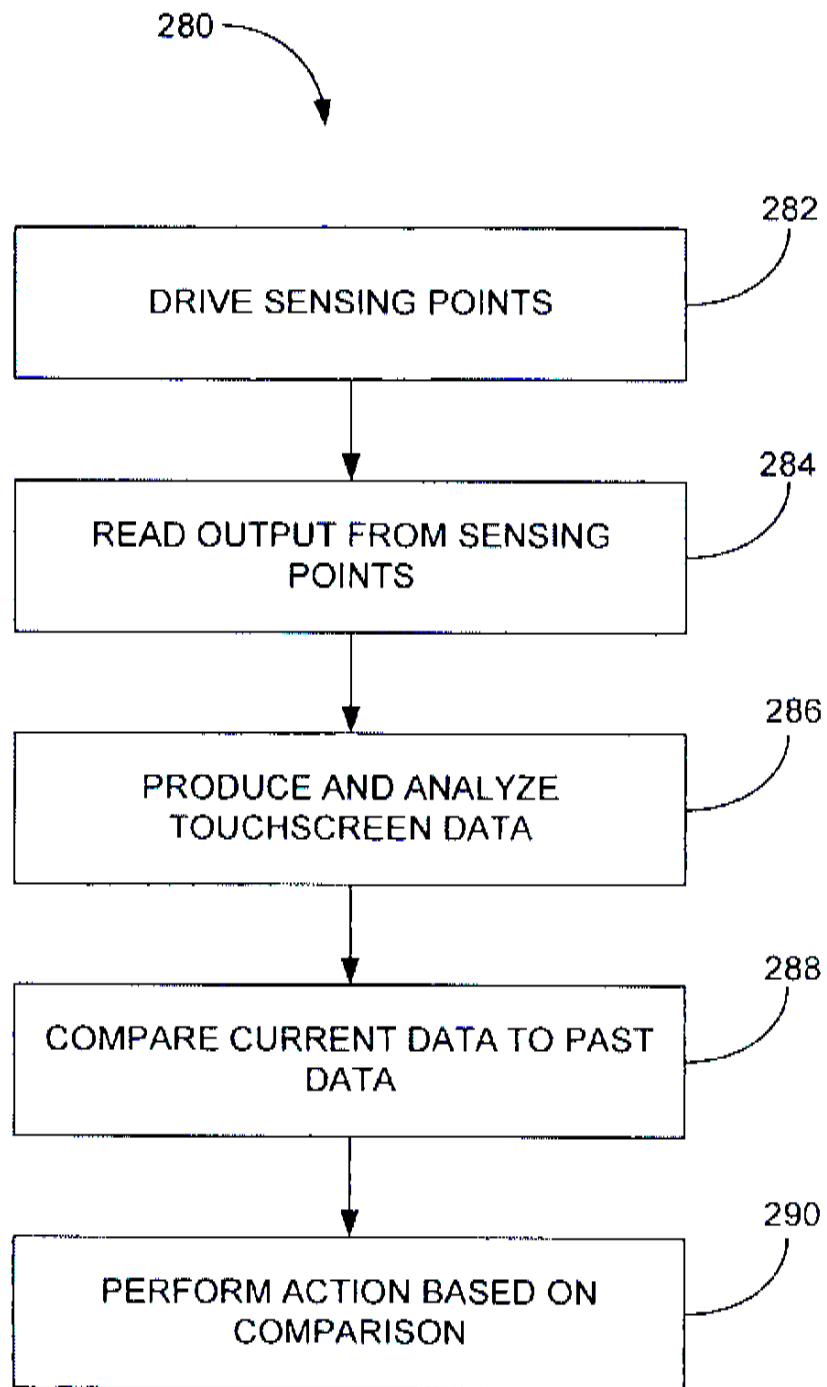 280
282
DRIVE SENSING POINTS
284
READ OUTPUT FROM SENSING
POINTS
286
PRODUCE AND ANALYZE
TOUCHSCREEN DATA
288
COMPARE CURRENT DATA TO PAST
DATA
290
PERFORM ACTION BASED ON
COMPARISON